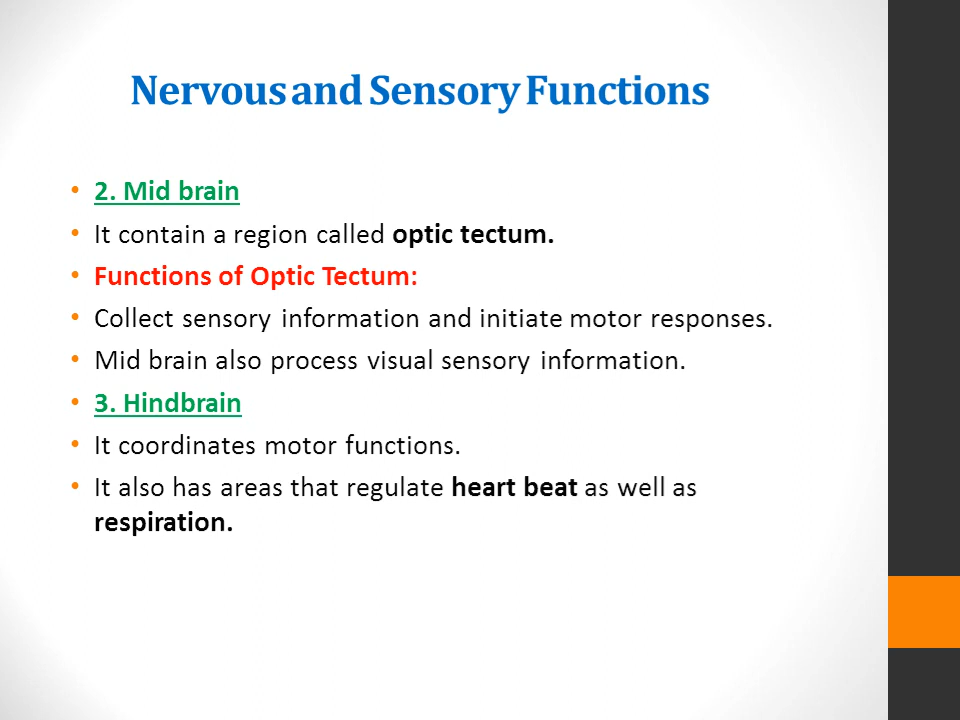 Nervous and Sensory Functions
• 2. Mid brain
• It contain a region called optic tectum.
• Functions of Optic Tectum:
• Collect sensory information and initiate motor responses.
• Mid brain also process visual sensory information.
• 3. Hindbrain
• It coordinates motor functions.
• It also has areas that regulate heart beat as well as
respiration.